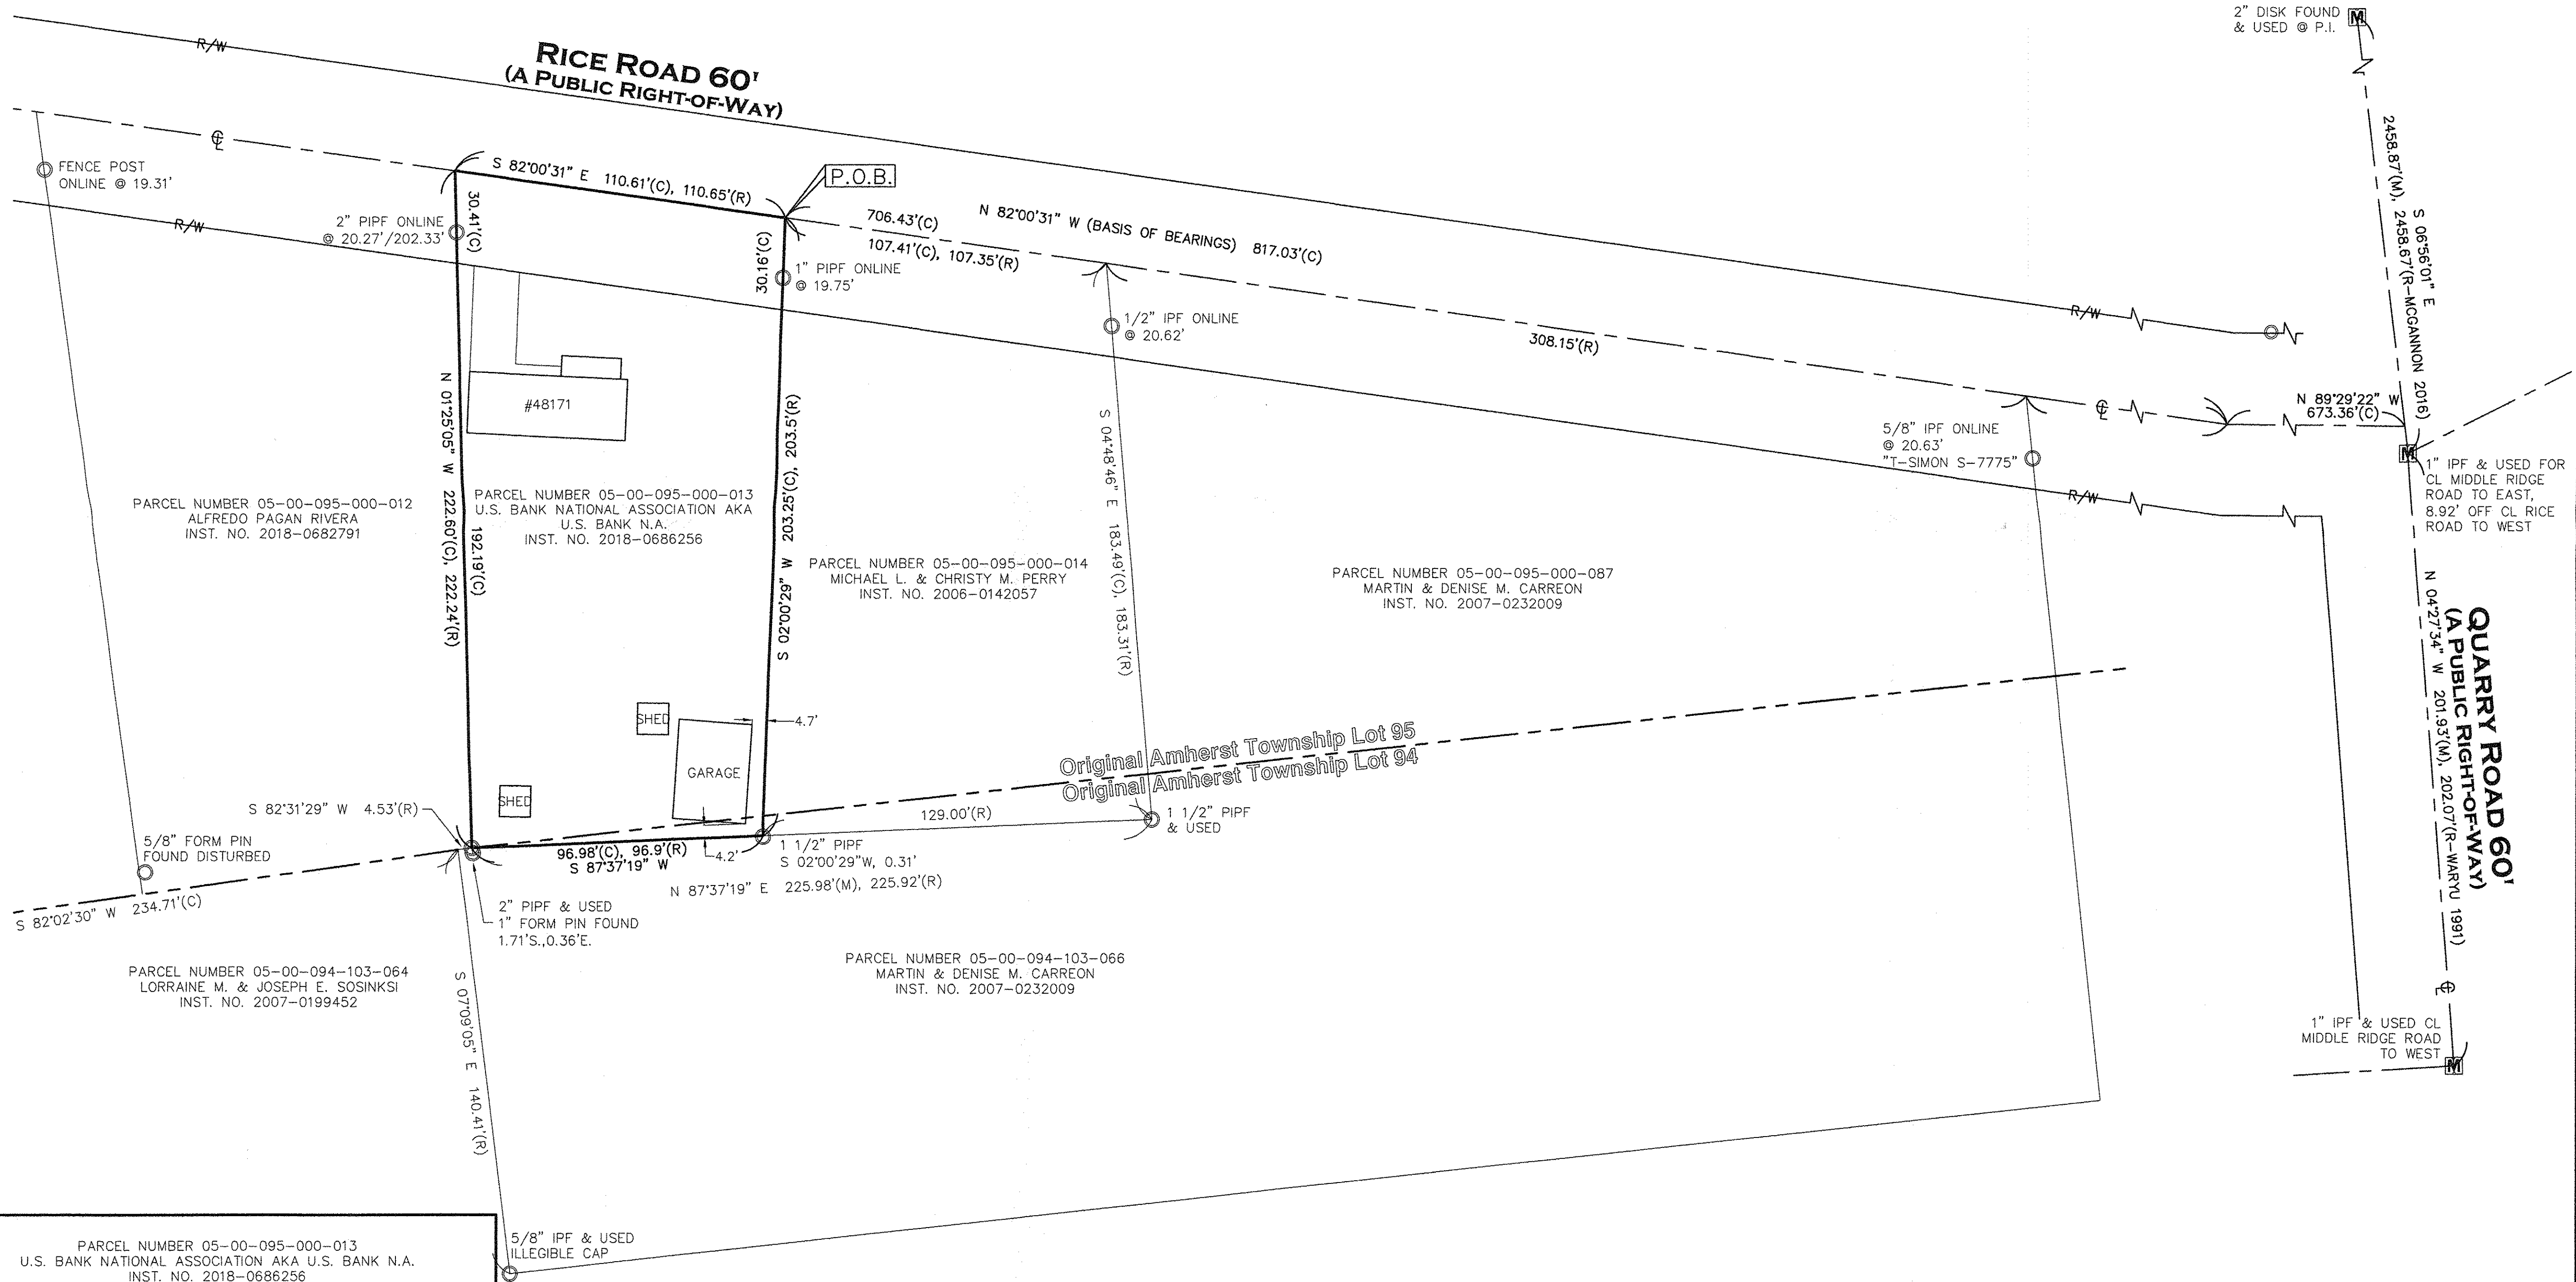 2" DISK FOUND
& USED @ P.I.
R/W
RICE ROAD 60'
(A PUBLIC RIGHT-OF-WAY)
℄
FENCE POST
ONLINE @ 19.31'
S 82°00'31" E 110.61'(C), 110.65'(R)
P.O.B.
30.41'(C)
2" PIPF ONLINE
@ 20.27'/202.33'
R/W
706.43'(C)
N 82°00'31" W (BASIS OF BEARINGS) 817.03'(C)
107.41'(C), 107.35'(R)
30.16'(C)
1" PIPF ONLINE
@ 19.75'
1/2" IPF ONLINE
@ 20.62'
308.15'(R)
R/W
S 06°56'01" E
2458.87'(M), 2458.67'(R-MCGANNON 2016)
N 89°29'22" W
673.36'(C)
℄
5/8" IPF ONLINE
@ 20.63'
"T-SIMON S-7775"
R/W
1" IPF & USED FOR
CL MIDDLE RIDGE
ROAD TO EAST,
8.92' OFF CL RICE
ROAD TO WEST
M
M
M
#48171
N 01°25'05" W 222.60'(C), 222.24'(R)
192.19'(C)
S 02°00'29" W 203.25'(C), 203.5'(R)
S 04°48'46" E 183.49'(C), 183.31'(R)
PARCEL NUMBER 05-00-095-000-012
ALFREDO PAGAN RIVERA
INST. NO. 2018-0682791
PARCEL NUMBER 05-00-095-000-013
U.S. BANK NATIONAL ASSOCIATION AKA
U.S. BANK N.A.
INST. NO. 2018-0686256
PARCEL NUMBER 05-00-095-000-014
MICHAEL L. & CHRISTY M. PERRY
INST. NO. 2006-0142057
PARCEL NUMBER 05-00-095-000-087
MARTIN & DENISE M. CARREON
INST. NO. 2007-0232009
QUARRY ROAD 60'
(A PUBLIC RIGHT-OF-WAY)
N 04°27'34" W 201.93'(M), 202.07'(R-WARYU 1991)
℄
SHED
4.7'
GARAGE
SHED
Original Amherst Township Lot 95
Original Amherst Township Lot 94
S 82°31'29" W 4.53'(R)
129.00'(R)
1 1/2" PIPF
& USED
5/8" FORM PIN
FOUND DISTURBED
96.98'(C), 96.9'(R)
S 87°37'19" W
4.2'
1 1/2" PIPF
S 02°00'29"W, 0.31'
N 87°37'19" E 225.98'(M), 225.92'(R)
S 82°02'30" W 234.71'(C)
2" PIPF & USED
1" FORM PIN FOUND
1.71'S.,0.36'E.
PARCEL NUMBER 05-00-094-103-064
LORRAINE M. & JOSEPH E. SOSINKSI
INST. NO. 2007-0199452
PARCEL NUMBER 05-00-094-103-066
MARTIN & DENISE M. CARREON
INST. NO. 2007-0232009
S 07°09'05" E 140.41'(R)
1" IPF & USED CL
MIDDLE RIDGE ROAD
TO WEST
5/8" IPF & USED
ILLEGIBLE CAP
PARCEL NUMBER 05-00-095-000-013
U.S. BANK NATIONAL ASSOCIATION AKA U.S. BANK N.A.
INST. NO. 2018-0686256